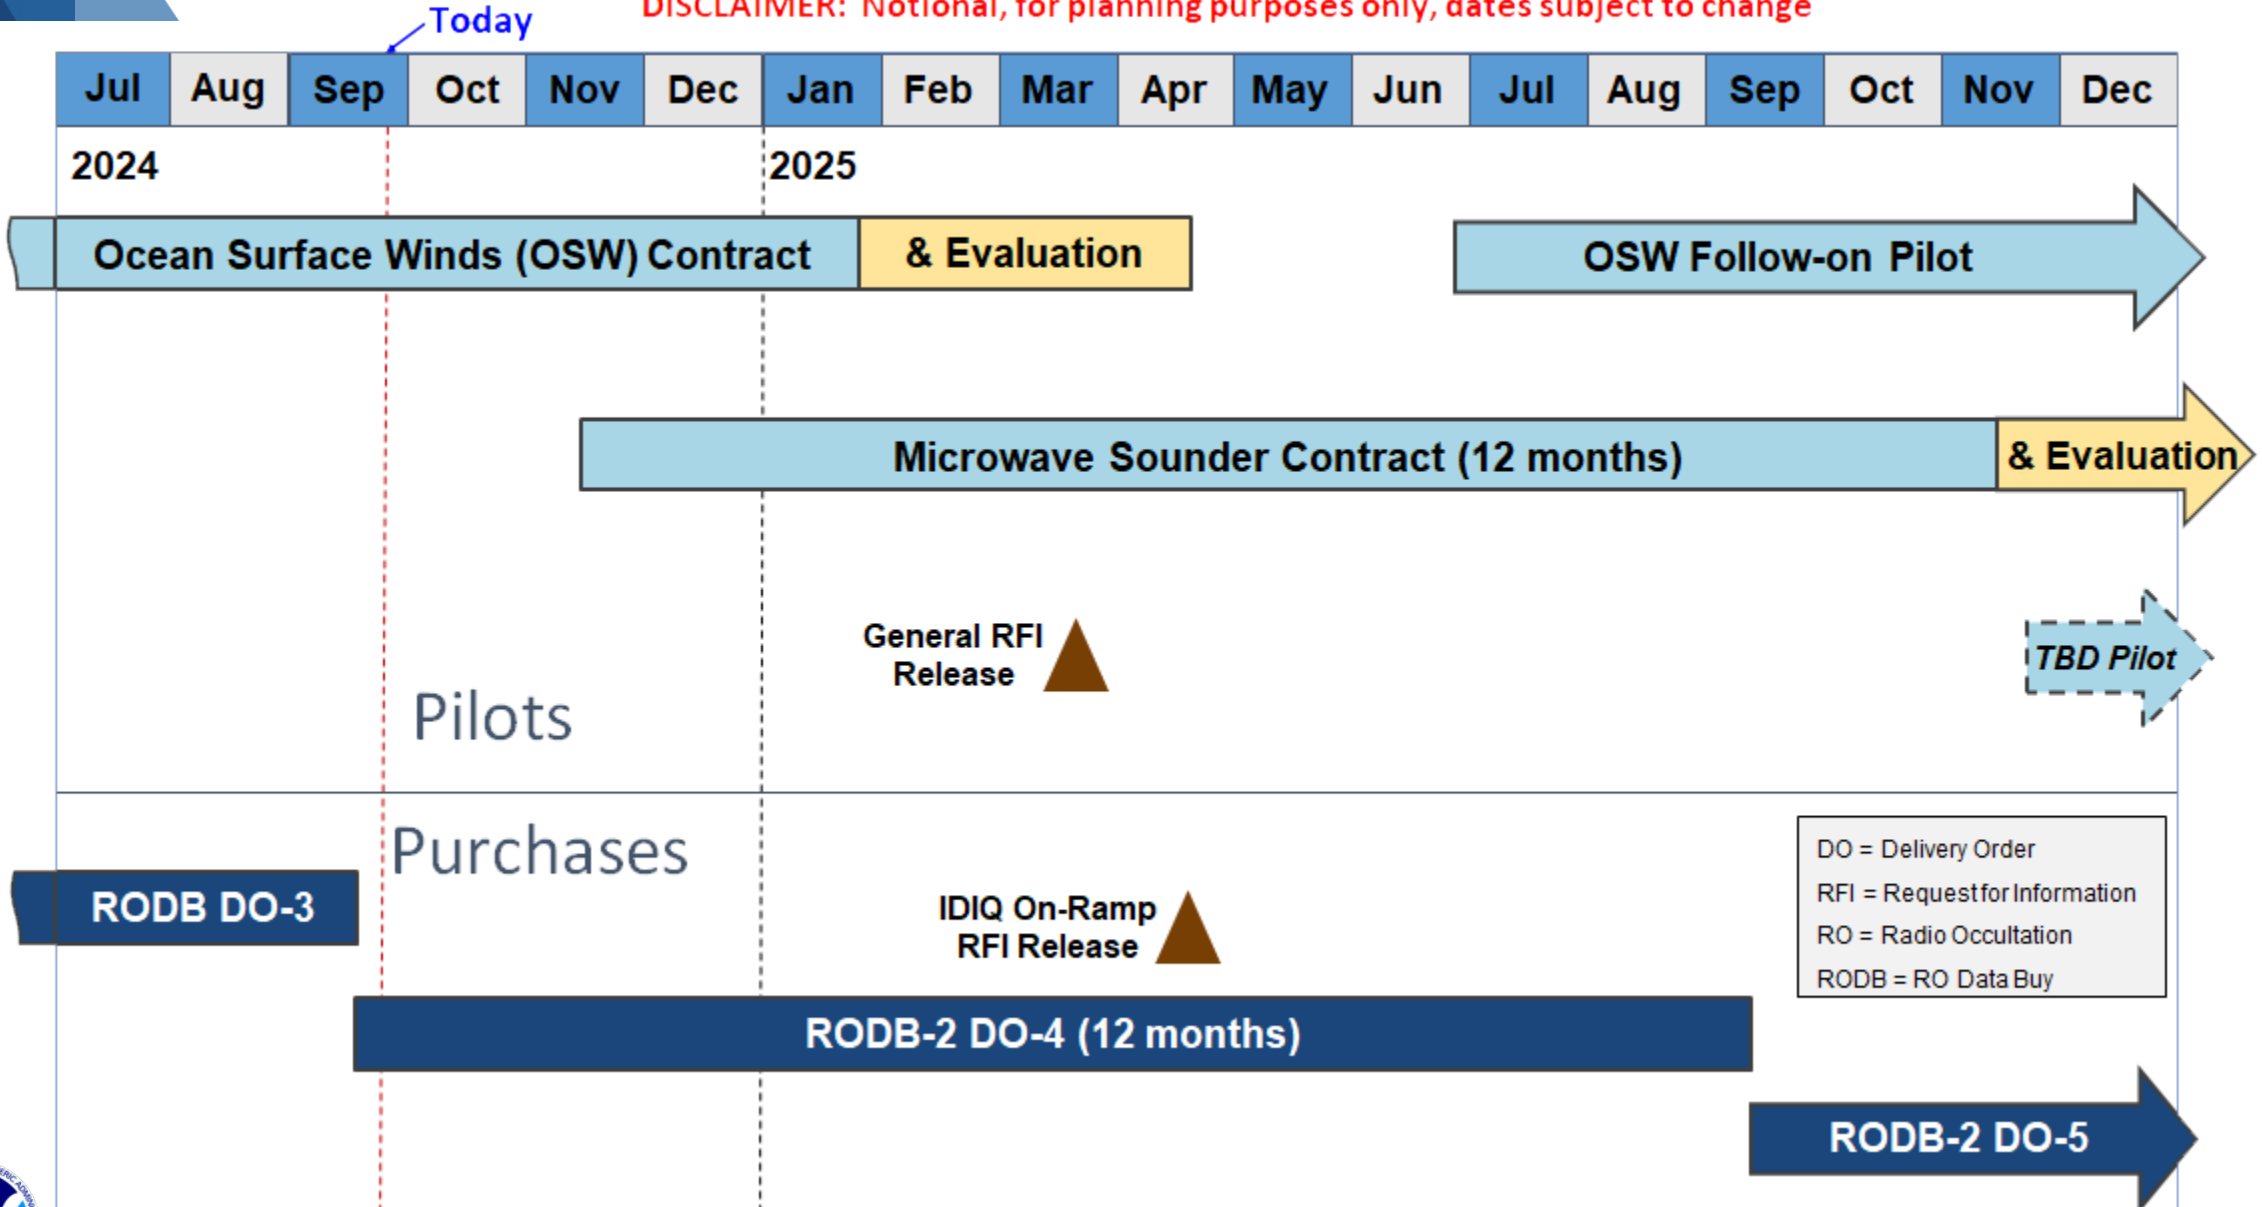 DISCLAIMER: Notional, for planning purposes only, dates subject to change
Today
Jul Aug Sep Oct Nov Dec Jan Feb Mar Apr May Jun Jul Aug Sep Oct Nov Dec
2024 2025
Ocean Surface Winds (OSW) Contract & Evaluation OSW Follow-on Pilot
Microwave Sounder Contract (12 months) & Evaluation
General RFI
Release
TBD Pilot
Pilots
Purchases
RODB DO-3
IDIQ On-Ramp
RFI Release
DO = Delivery Order
RFI = Request for Information
RO = Radio Occultation
RODB = RO Data Buy
RODB-2 DO-4 (12 months)
RODB-2 DO-5